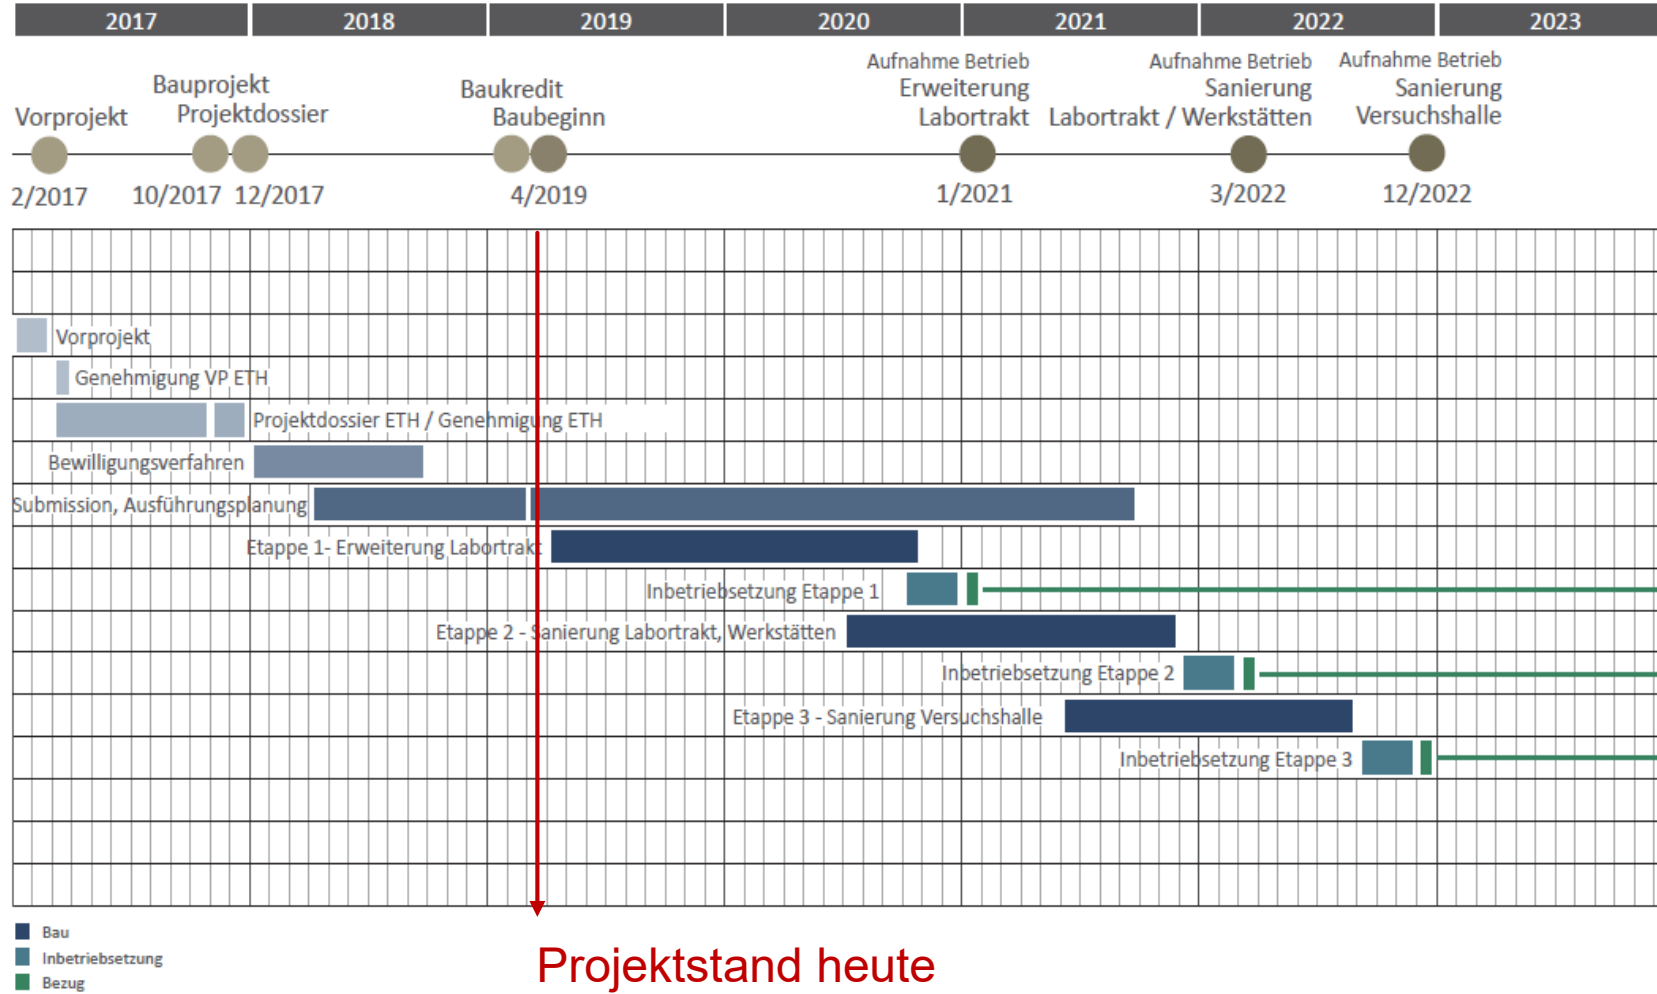 2017 2018 2019 2020 2021 2022 2023
Aufnahme Betrieb Aufnahme Betrieb Aufnahme Betrieb
Bauprojekt Baukredit Erweiterung Sanierung Sanierung
Vorprojekt Projektdossier Baubeginn Labortrakt Labortrakt / Werkstätten Versuchshalle
2/2017 10/2017 12/2017 4/2019 1/2021 3/2022 12/2022
Vorprojekt
Genehmigung VP ETH
Projektdossier ETH / Genehmigung ETH
Bewilligungsverfahren
Submission, Ausführungsplanung
Etappe 1- Erweiterung Labortrakt
Inbetriebsetzung Etappe 1
Etappe 2 - Sanierung Labortrakt, Werkstätten
Inbetriebsetzung Etappe 2
Etappe 3 - Sanierung Versuchshalle
Inbetriebsetzung Etappe 3
Bau
Inbetriebsetzung
Bezug
Projektstand heute